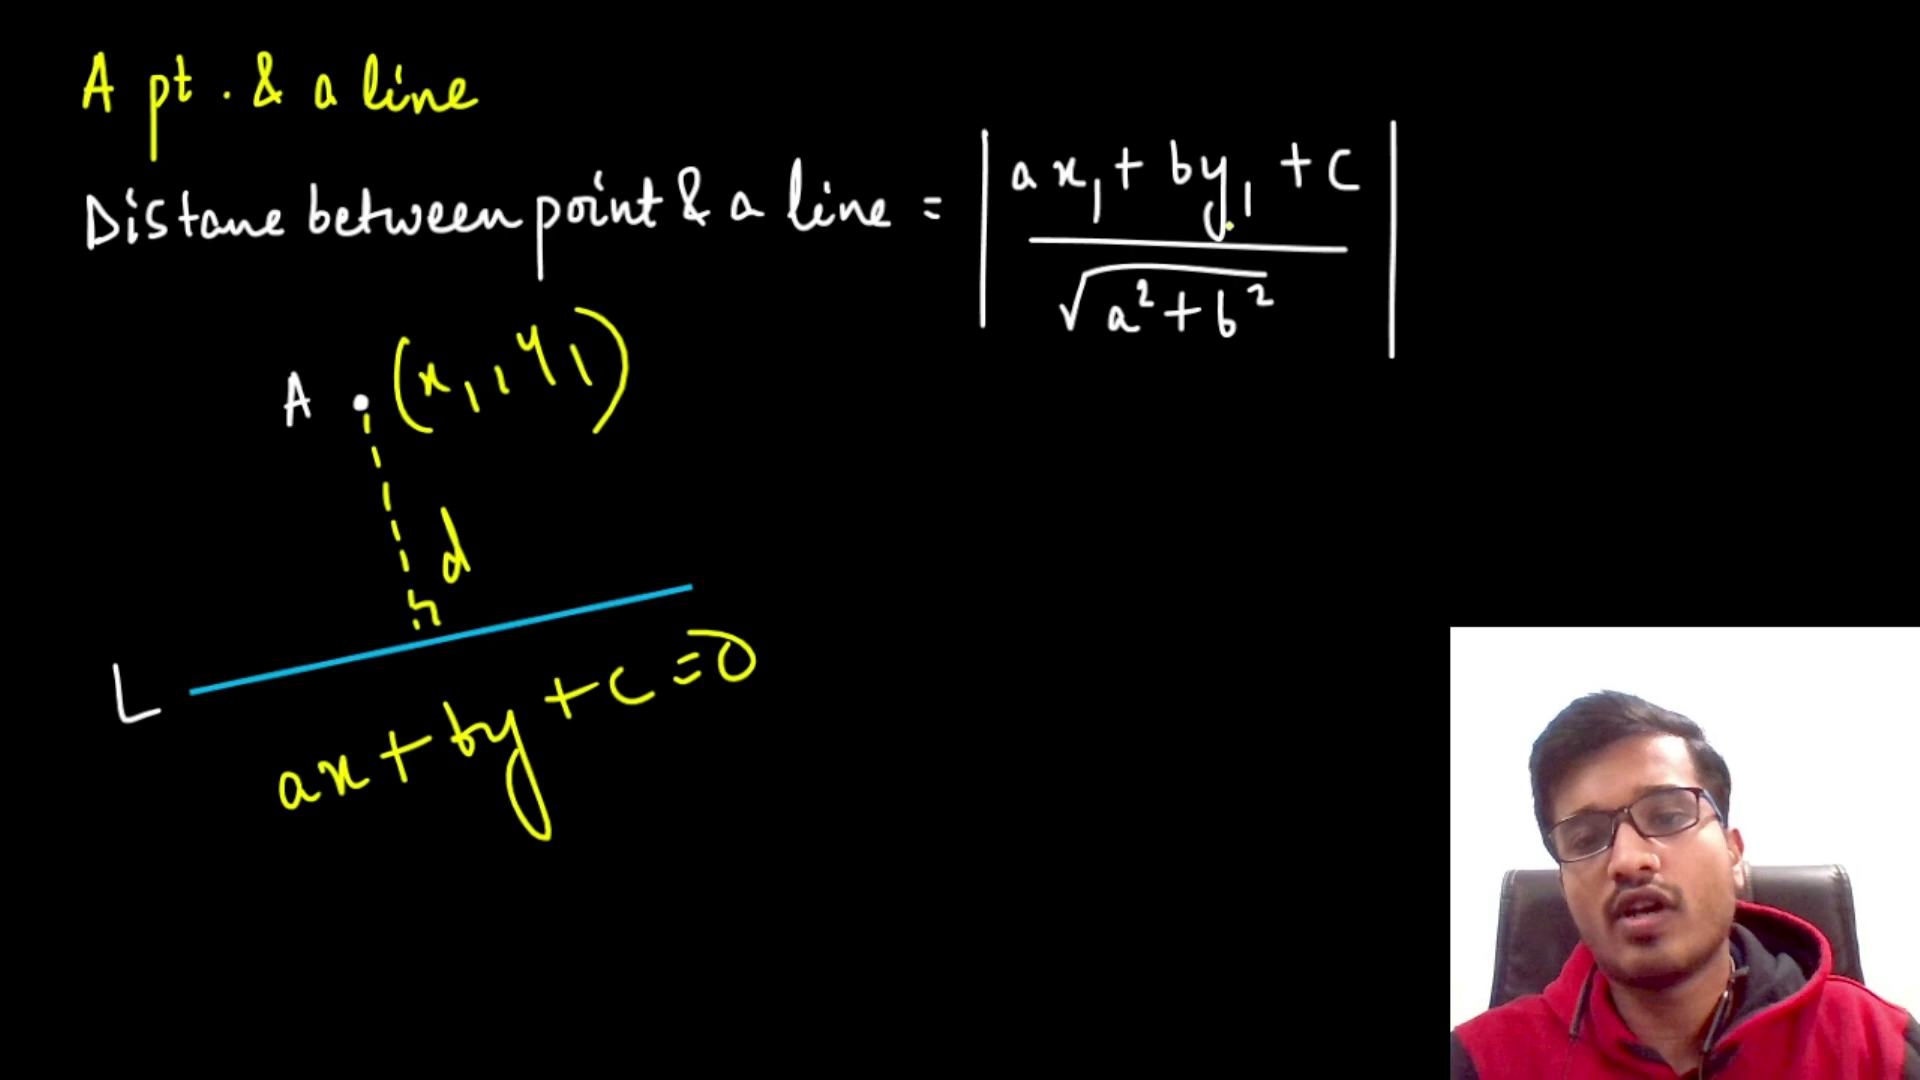 A pt. & a line
Distane between point & a line = | ax₁ + by₁ + c / √a² + b² |
A (x₁, y₁)
d
L
ax + by + c = 0